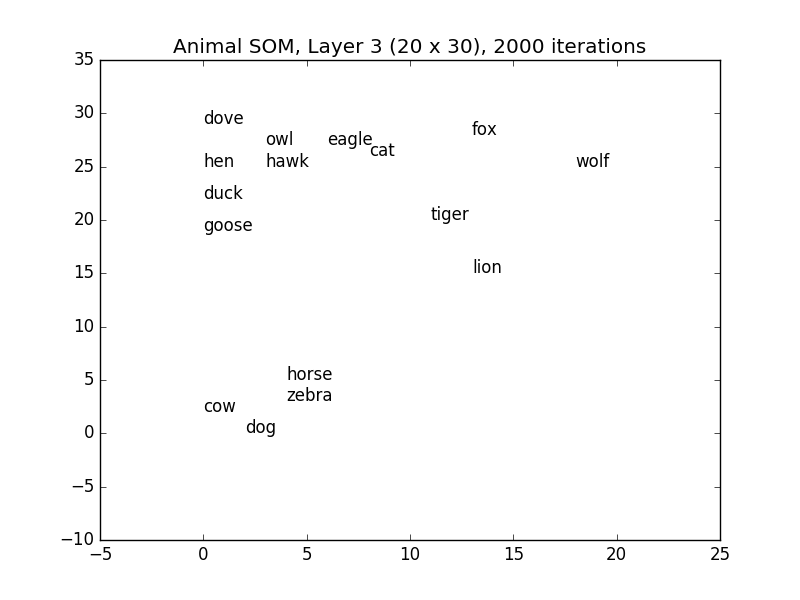 Animal SOM, Layer 3 (20 x 30), 2000 iterations
35
30
25
20
15
10
5
0
−5
−10
dove
fox
owl eagle
cat
hen hawk wolf
duck
tiger
goose
lion
horse
zebra
cow
dog
−5 0 5 10 15 20 25